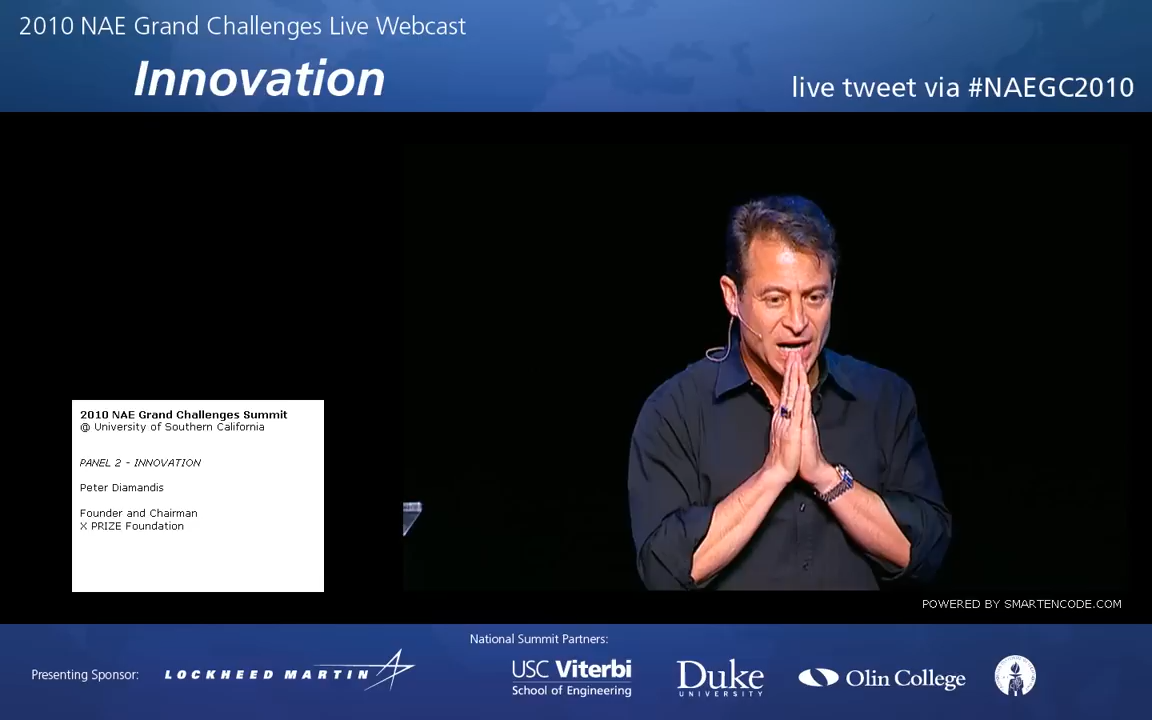 2010 NAE Grand Challenges Live Webcast
Innovation
live tweet via #NAEGC2010
2010 NAE Grand Challenges Summit
@ University of Southern California
PANEL 2 - INNOVATION
Peter Diamandis
Founder and Chairman
X PRIZE Foundation
POWERED BY SMARTENCODE.COM
National Summit Partners:
Presenting Sponsor:
LOCKHEED MARTIN
USC Viterbi
School of Engineering
Duke
UNIVERSITY
Olin College